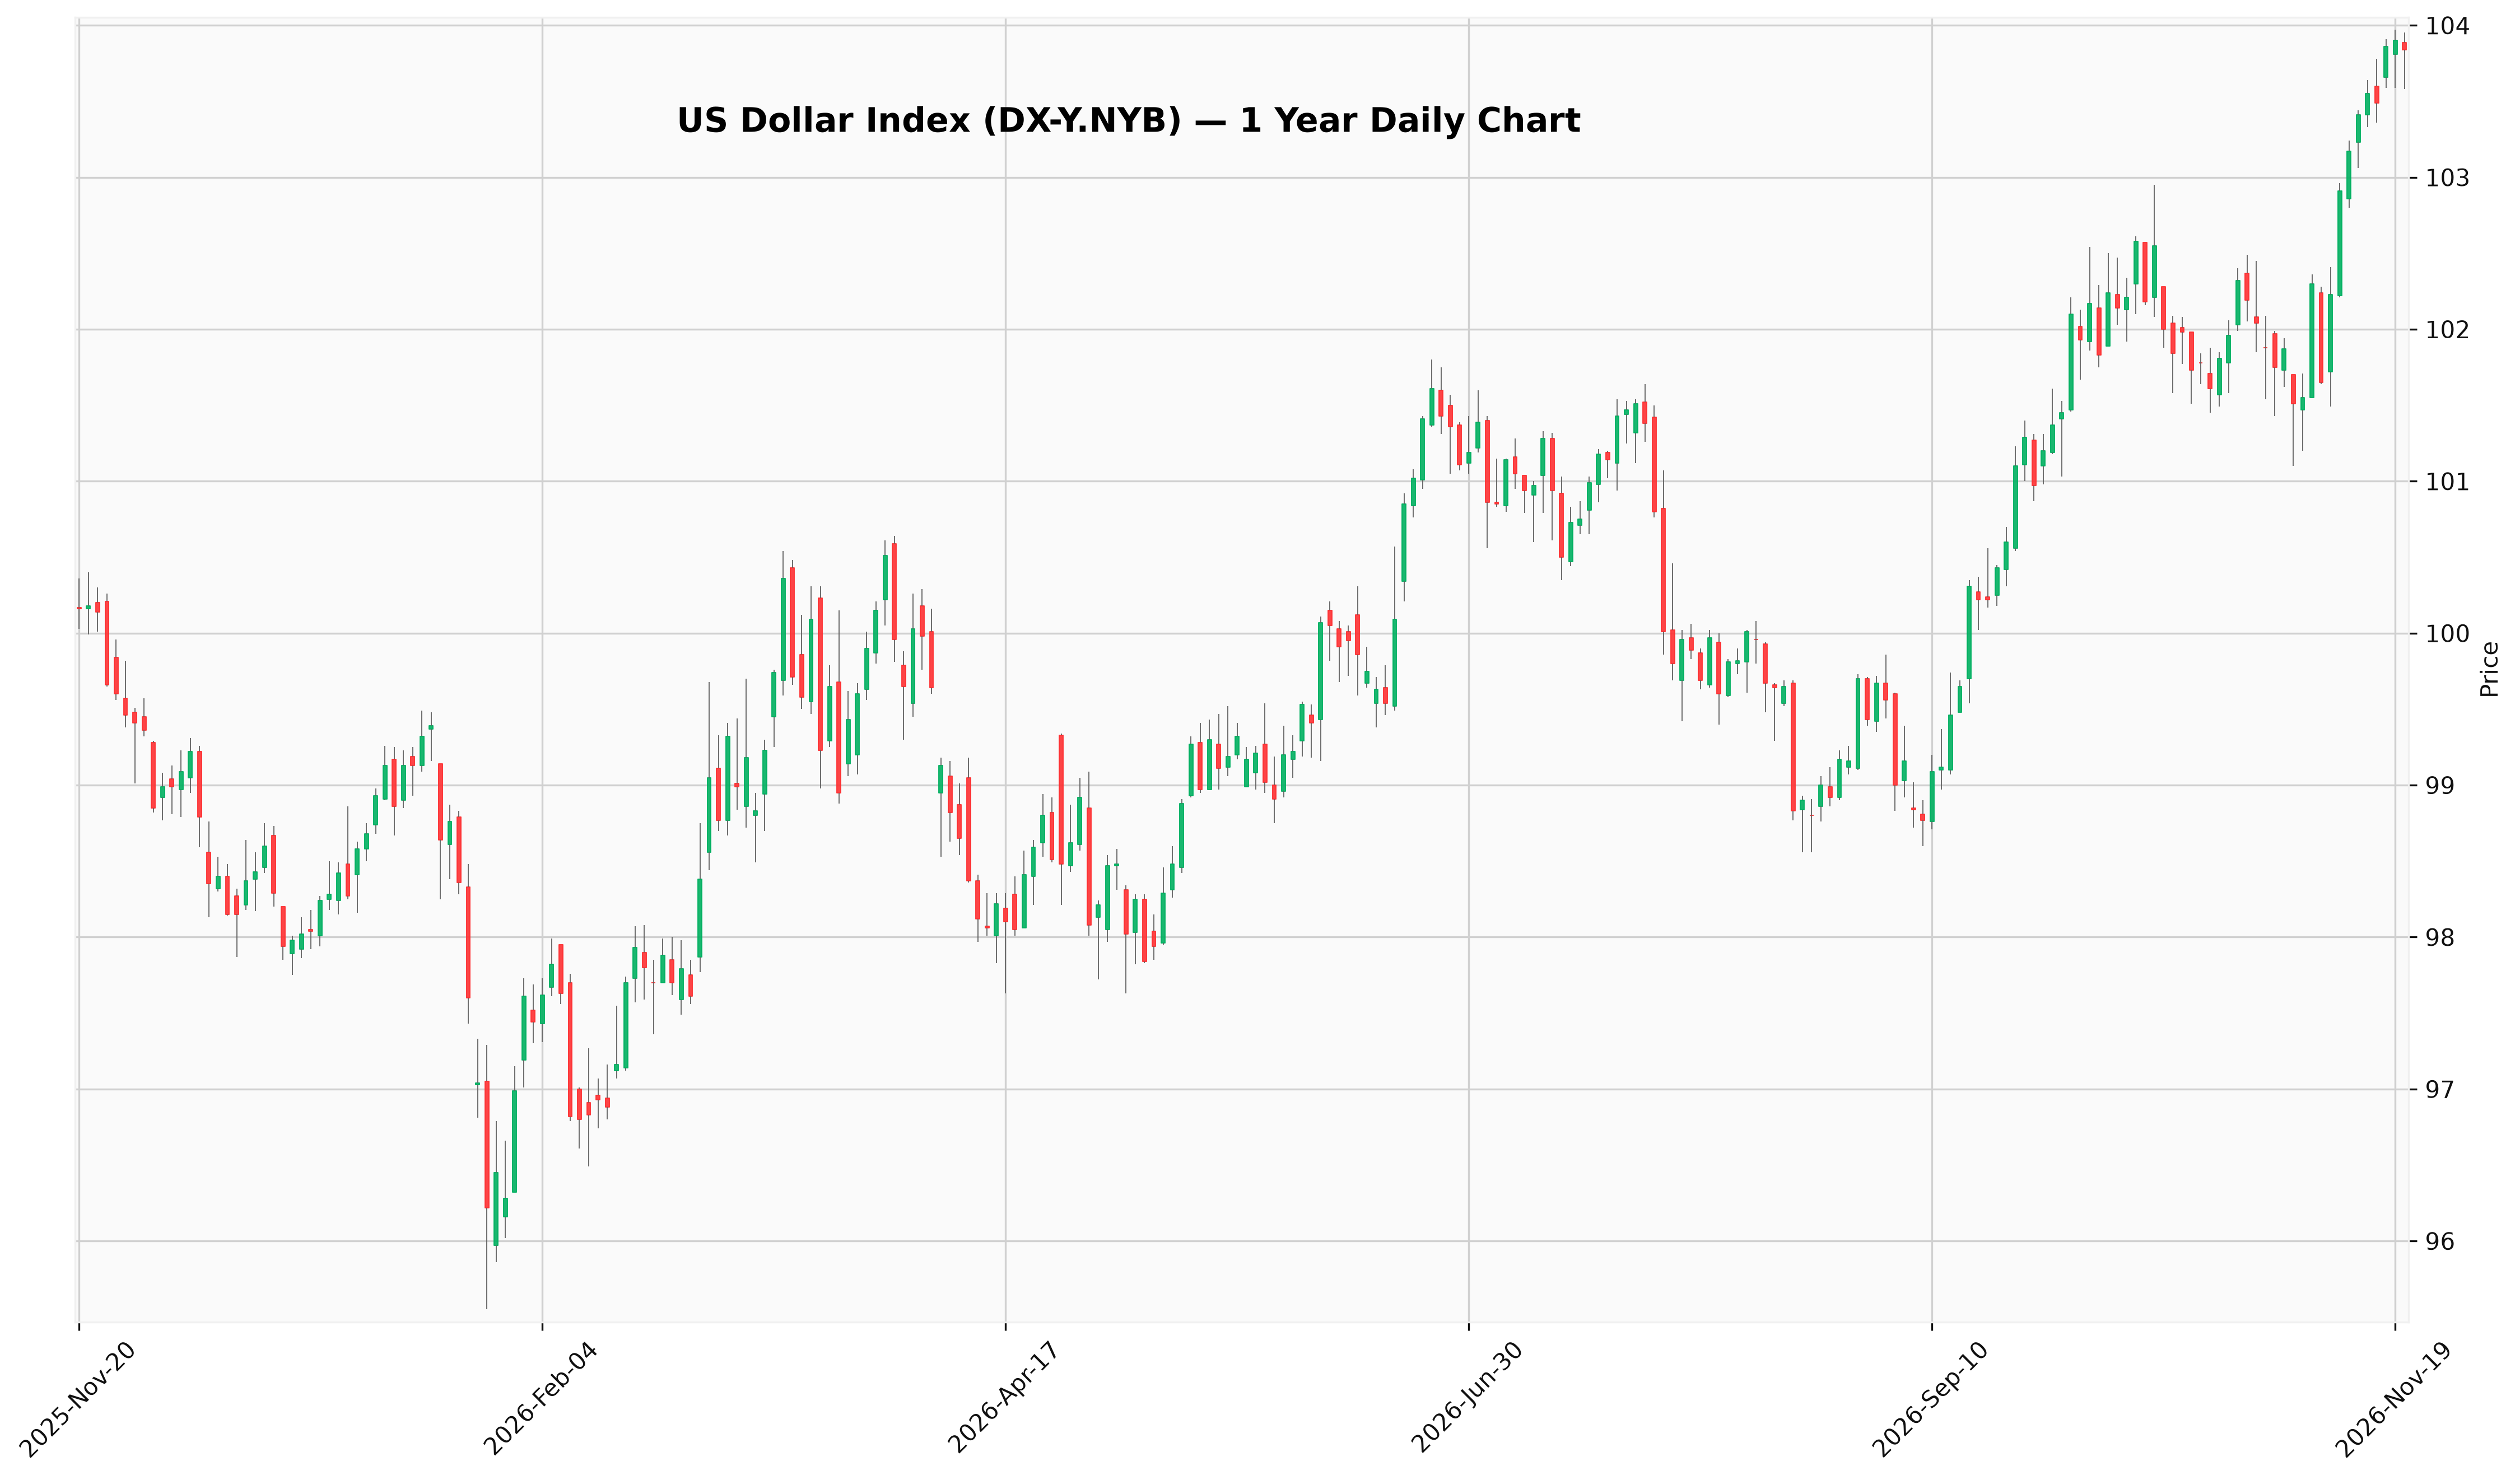 US Dollar Index (DX-Y.NYB) — 1 Year Daily Chart
104
103
102
101
100
99
98
97
96
Price
2025-Nov-20
2026-Feb-04
2026-Apr-17
2026-Jun-30
2026-Sep-10
2026-Nov-19